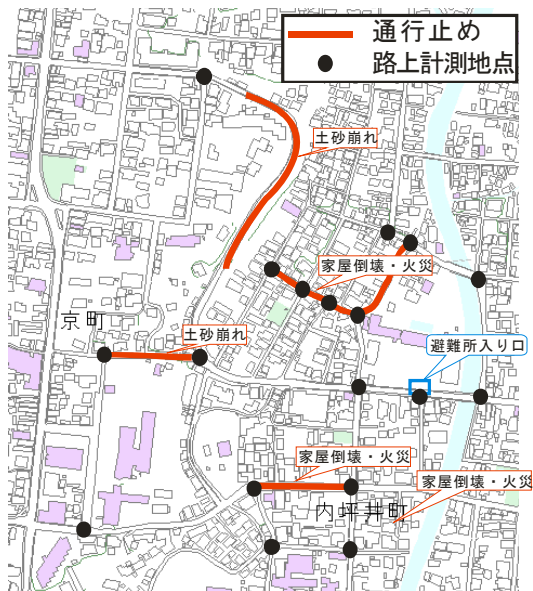 通行止め
路上計測地点
土砂崩れ
家屋倒壊・火災
京町
土砂崩れ
避難所入り口
家屋倒壊・火災
家屋倒壊・火災
内坪井町